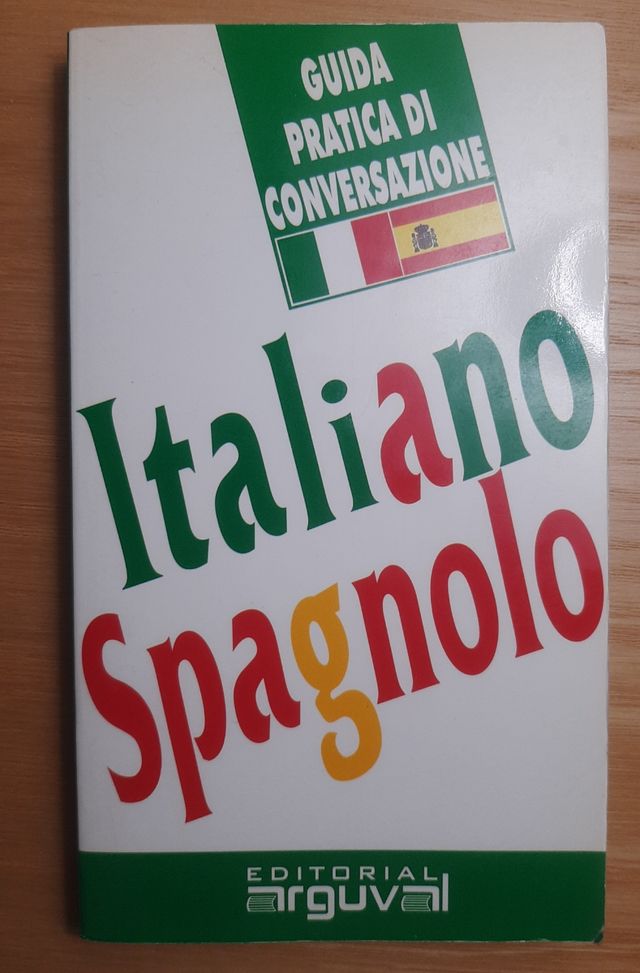 GUIDA
PRATICA DI
CONVERSAZIONE
Italiano
Spagnolo
EDITORIAL
arguval